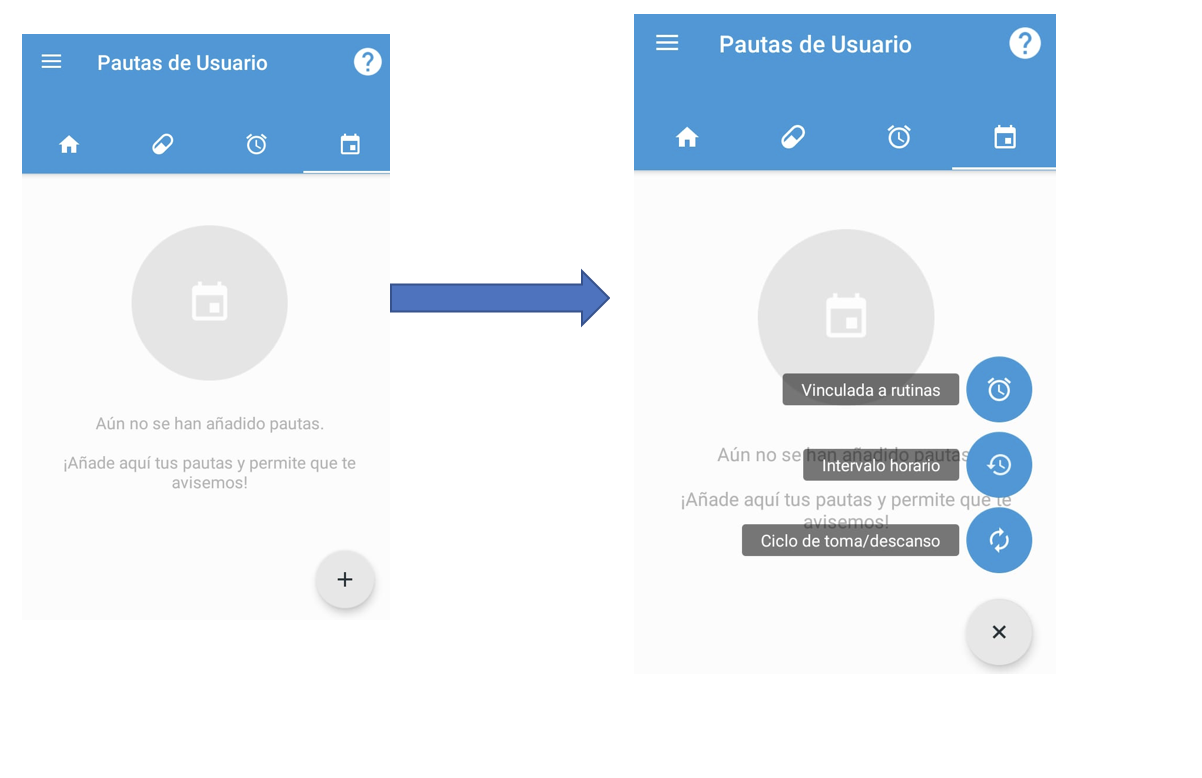 Pautas de Usuario
?
Aún no se han añadido pautas.
¡Añade aquí tus pautas y permite que te
avisemos!
+
Pautas de Usuario
?
Vinculada a rutinas
Aún no se han añadido pautas
Intervalo horario
¡Añade aquí tus pautas y permite que te
avisemos!
Ciclo de toma/descanso
×